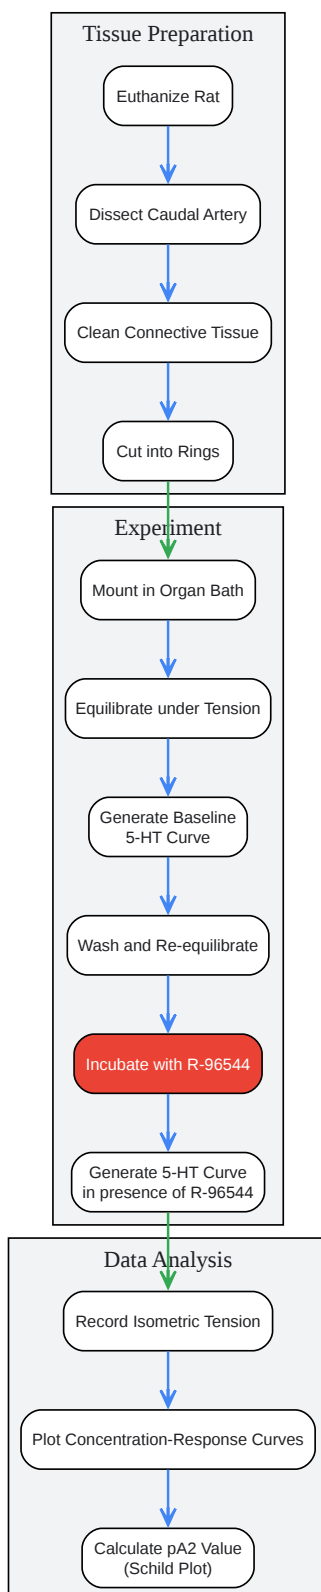 Tissue Preparation
Euthanize Rat
Dissect Caudal Artery
Clean Connective Tissue
Cut into Rings
Experiment
Mount in Organ Bath
Equilibrate under Tension
Generate Baseline
5-HT Curve
Wash and Re-equilibrate
Incubate with R-96544
Generate 5-HT Curve
in presence of R-96544
Data Analysis
Record Isometric Tension
Plot Concentration-Response Curves
Calculate pA2 Value
(Schild Plot)